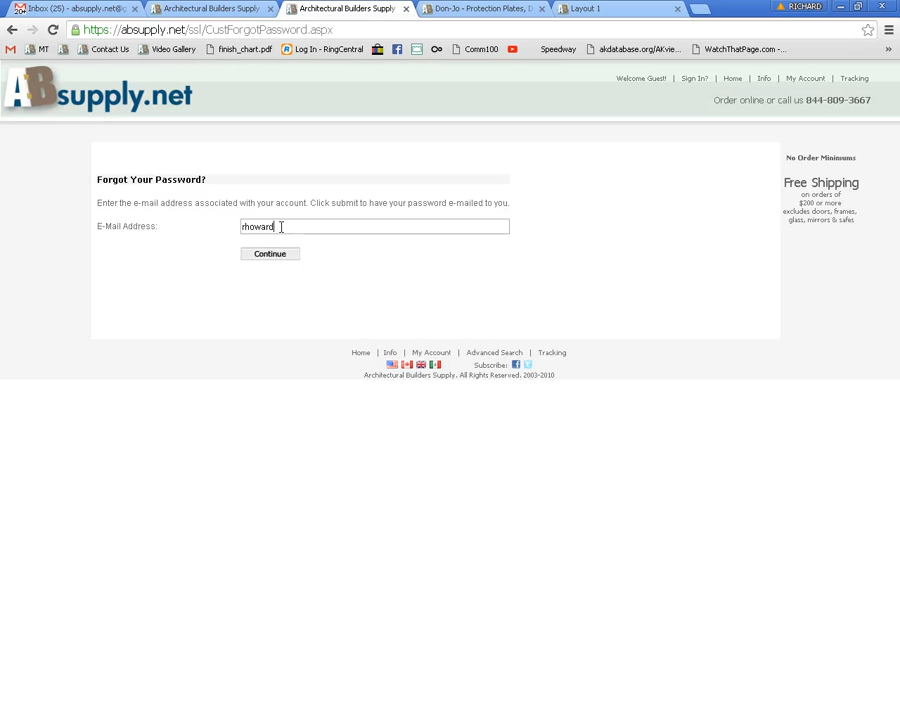 Inbox (25) - absupply.net@g
Architectural Builders Supply
Architectural Builders Supply
Don-Jo - Protection Plates, D
Layout 1
RICHARD
https://absupply.net/ssl/CustForgotPassword.aspx
MT
Contact Us
Video Gallery
finish_chart.pdf
Log In - RingCentral
Comm100
Speedway
akdatabase.org/AKvie...
WatchThatPage.com -...
»
ABsupply.net
Welcome Guest! | Sign In? | Home | Info | My Account | Tracking
Order online or call us 844-809-3667
No Order Minimums
Free Shipping
on orders of
$200 or more
excludes doors, frames,
glass, mirrors & safes
Forgot Your Password?
Enter the e-mail address associated with your account. Click submit to have your password e-mailed to you.
E-Mail Address:
rhoward
Continue
Home | Info | My Account | Advanced Search | Tracking
Subscribe:
Architectural Builders Supply. All Rights Reserved. 2003-2010